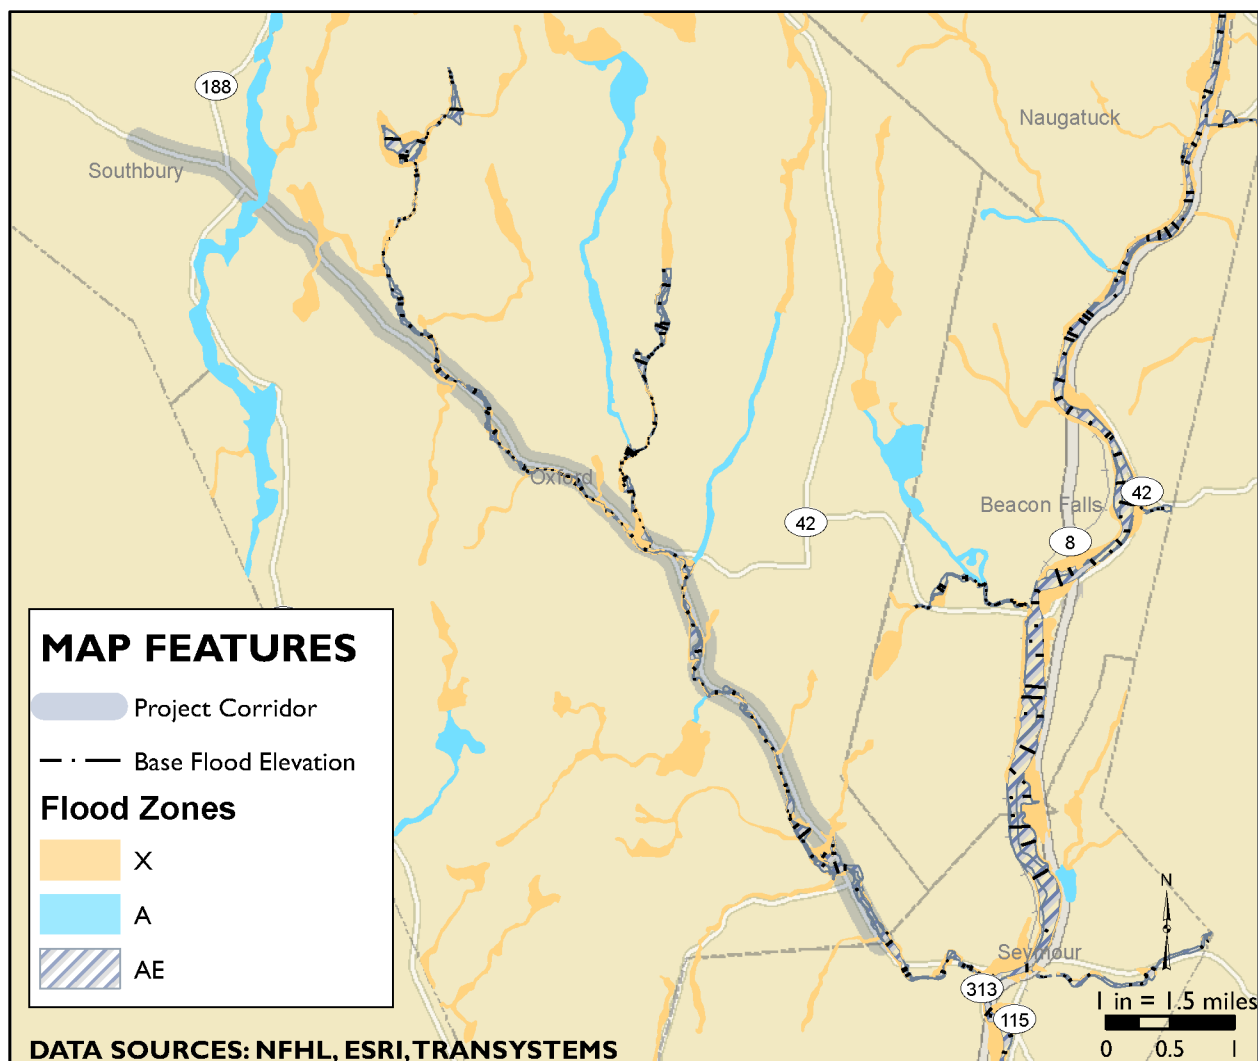 188
Naugatuck
Southbury
Oxford
42
Beacon Falls
42
8
MAP FEATURES
Project Corridor
Base Flood Elevation
Flood Zones
X
A
AE
N
Seymour
313
115
1 in = 1.5 miles
0 0.5 1
DATA SOURCES: NFHL, ESRI, TRANSYSTEMS